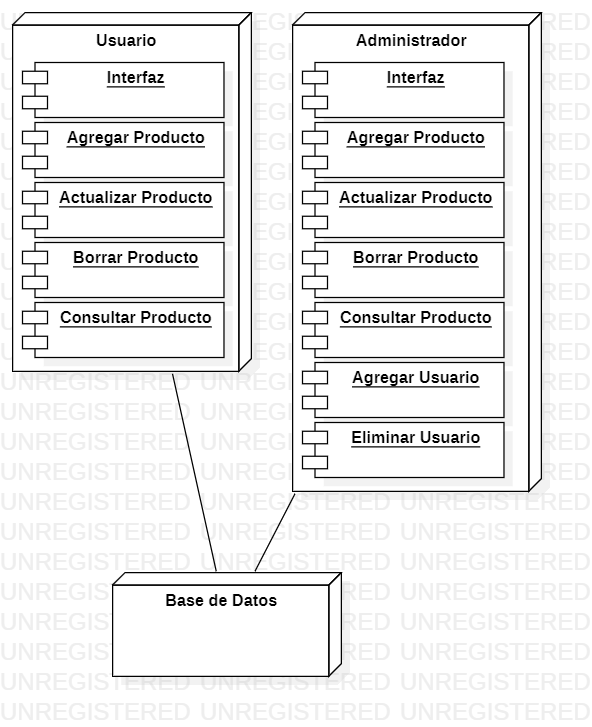 Usuario
Interfaz
Agregar Producto
Actualizar Producto
Borrar Producto
Consultar Producto
Administrador
Interfaz
Agregar Producto
Actualizar Producto
Borrar Producto
Consultar Producto
Agregar Usuario
Eliminar Usuario
Base de Datos
UNREGISTERED UNREGISTERED UNREGISTERED